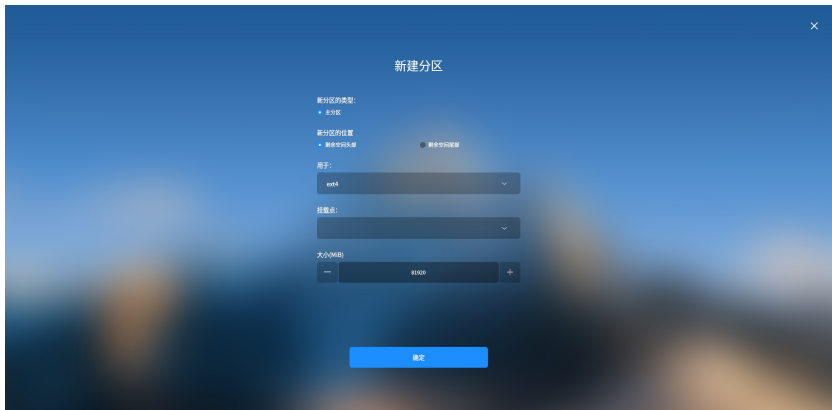 新建分区
新分区的类型:
主分区
新分区的位置
剩余空间头部 剩余空间尾部
用于:
ext4
挂载点:
大小(MiB)
81920
确定